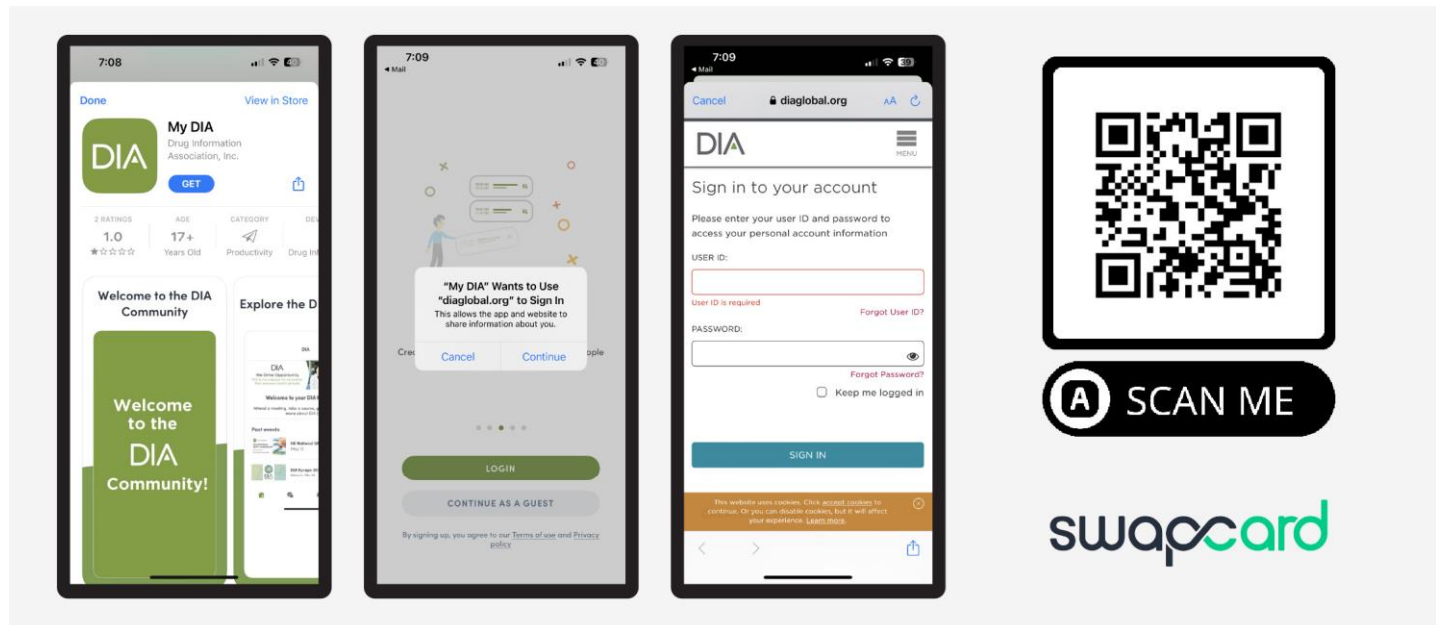 7:08
Done
View in Store
My DIA
Drug Information
Association, Inc.
DIA
GET
2 RATINGS
AGE
CATEGORY
1.0
17+
★☆☆☆☆
Years Old
Productivity
Welcome to the DIA
Community
Explore the D
Welcome
to the
DIA
Community!
DIA
DIA
Past events
7:09
Mail
"My DIA" Wants to Use
"diaglobal.org" to Sign In
This allows the app and website to
share information about you.
Cancel
Continue
LOGIN
CONTINUE AS A GUEST
By signing up, you agree to our Terms of use and Privacy
policy
7:09
39
Mail
Cancel
diaglobal.org
AA
DIA
MENU
Sign in to your account
Please enter your user ID and password to
access your personal account information
USER ID:
User ID is required
Forgot User ID?
PASSWORD:
Forgot Password?
Keep me logged in
SIGN IN
This website uses cookies. Click accept cookies to
continue. Or you can disable cookies, but it will affect
your experience. Learn more.
A SCAN ME
swapcard